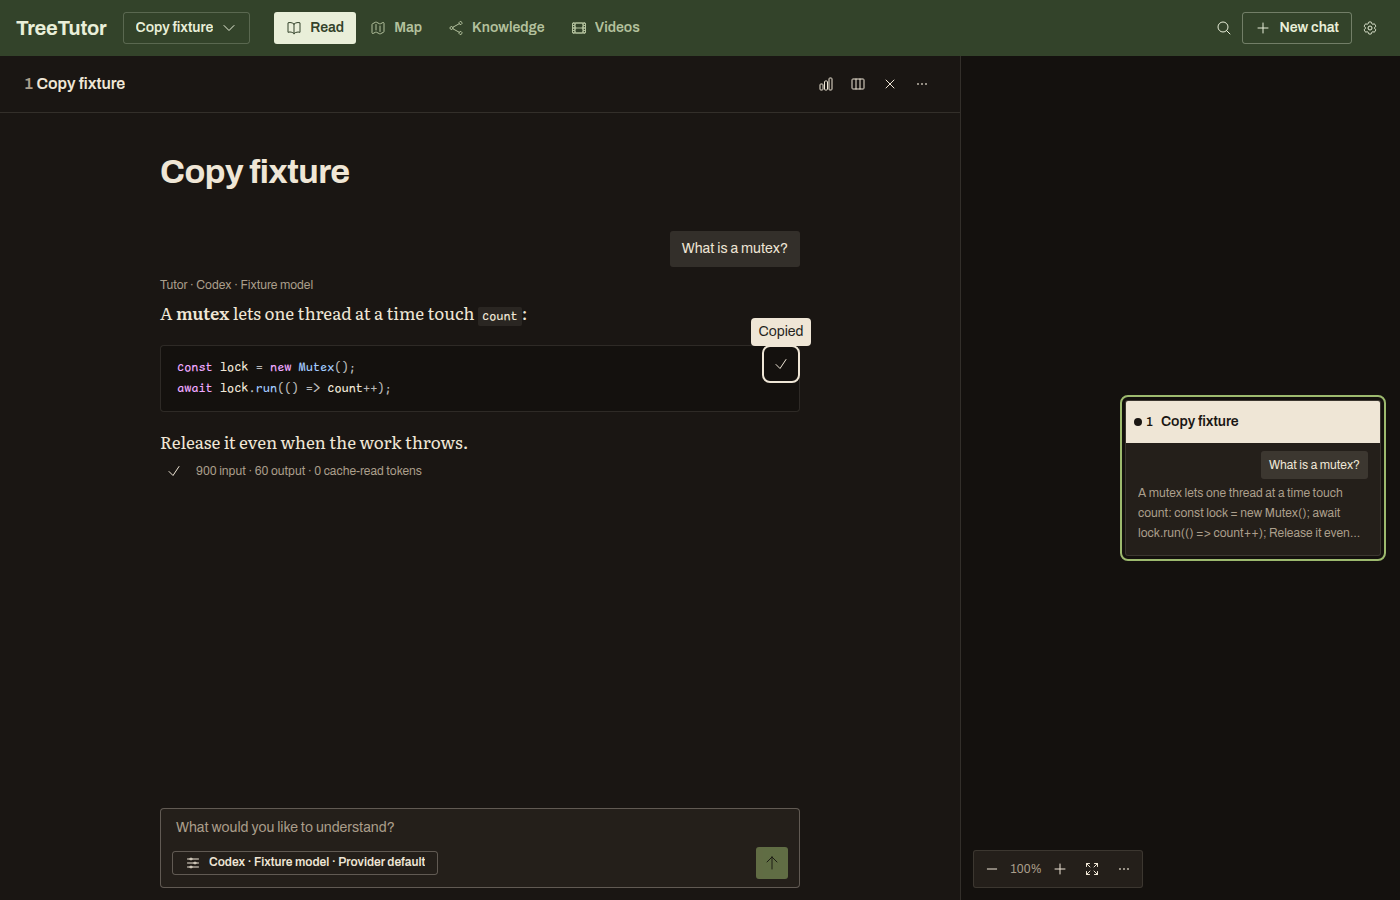 TreeTutor
Copy fixture
Read
Map
Knowledge
Videos
New chat
1 Copy fixture
Copy fixture
What is a mutex?
Tutor · Codex · Fixture model
A mutex lets one thread at a time touch count:
Copied
const lock = new Mutex();
await lock.run(() => count++);
Release it even when the work throws.
900 input · 60 output · 0 cache-read tokens
What would you like to understand?
Codex · Fixture model · Provider default
1 Copy fixture
What is a mutex?
A mutex lets one thread at a time touch
count: const lock = new Mutex(); await
lock.run(() => count++); Release it even...
100%